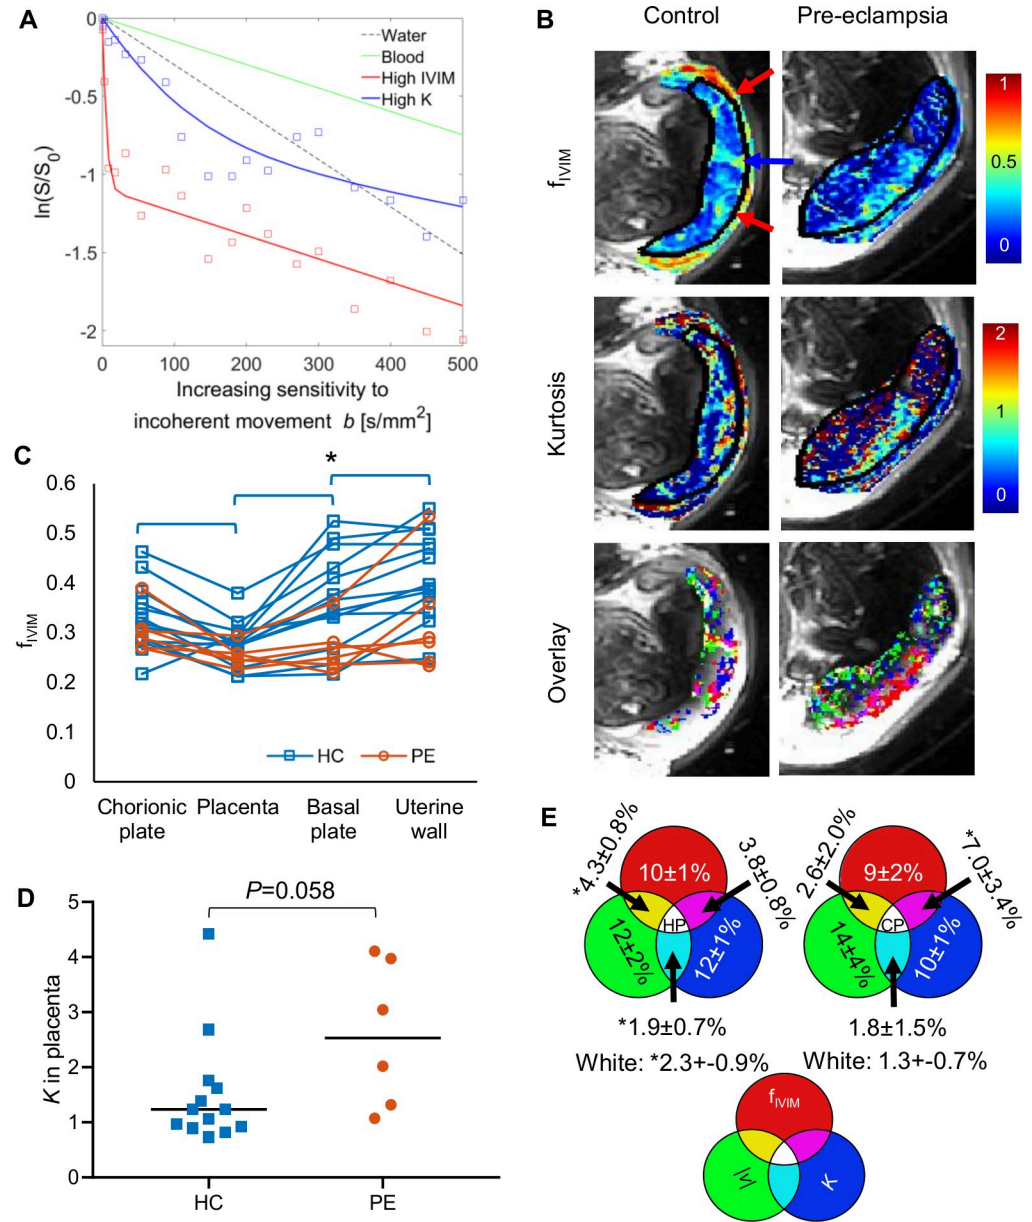 A
0
-0.5
-1
-1.5
-2
ln(S/S0)
0
100
200
300
400
500
Increasing sensitivity to
incoherent movement b [s/mm²]
Water
Blood
High IVIM
High K
B
Control
Pre-eclampsia
fIVIM
1
0.5
0
Kurtosis
2
1
0
Overlay
C
*
0.6
0.5
0.4
0.3
0.2
0.1
0
fIVIM
HC
PE
Chorionic
plate
Placenta
Basal
plate
Uterine
wall
D
P=0.058
5
4
3
2
1
0
K in placenta
HC
PE
E
*4.3±0.8%
10±1%
3.8±0.8%
12±2%
HP
12±1%
*1.9±0.7%
White: *2.3+-0.9%
2.6±2.0%
9±2%
*7.0±3.4%
14±4%
CP
10±1%
1.8±1.5%
White: 1.3+-0.7%
fIVIM
|v|
K